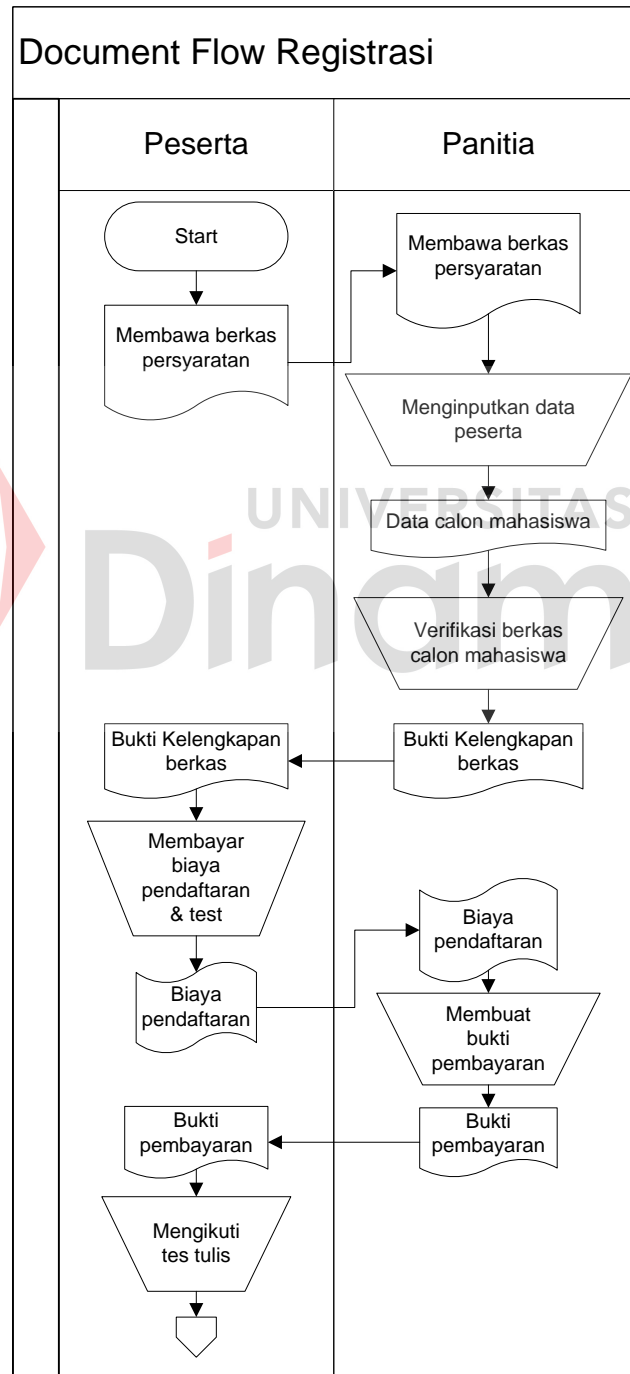 Document Flow Registrasi
Peserta
Panitia
Start
Membawa berkas
persyaratan
Membawa berkas
persyaratan
Menginputkan data
peserta
UNIVERSITAS
Data calon mahasiswa
Dinam
Verifikasi berkas
calon mahasiswa
Bukti Kelengkapan
berkas
Bukti Kelengkapan
berkas
Membayar
biaya
pendaftaran
& test
Biaya
pendaftaran
Biaya
pendaftaran
Membuat
bukti
pembayaran
Bukti
pembayaran
Bukti
pembayaran
Mengikuti
tes tulis